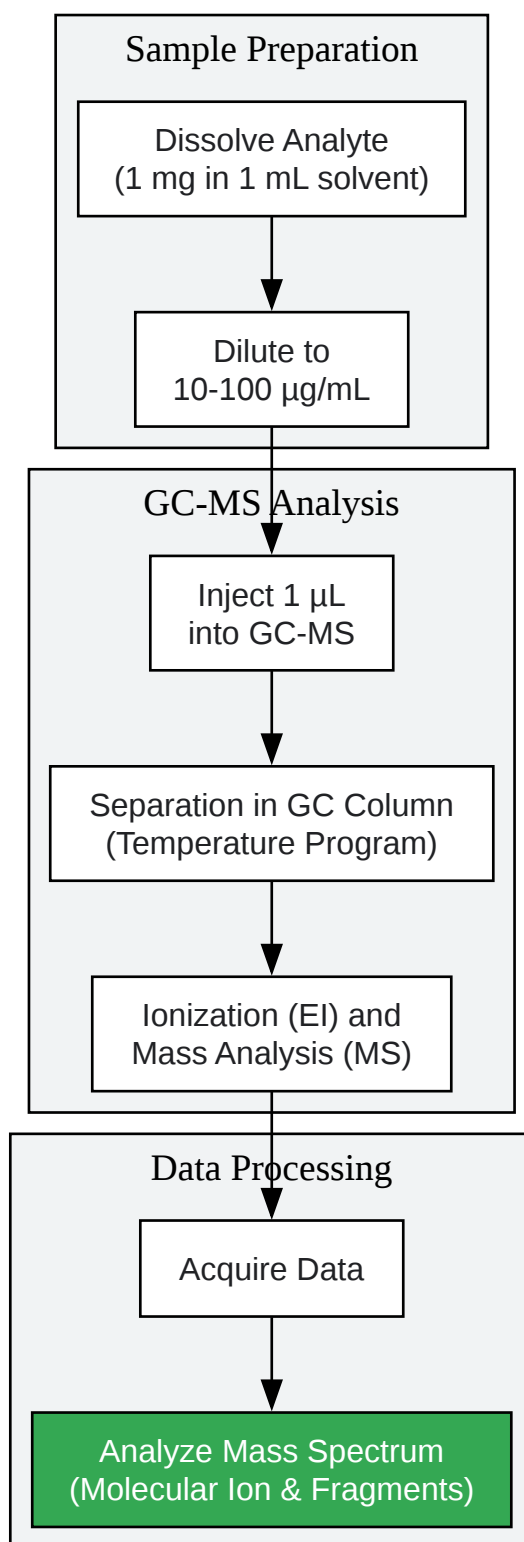 Sample Preparation
Dissolve Analyte
(1 mg in 1 mL solvent)
Dilute to
10-100 µg/mL
GC-MS Analysis
Inject 1 µL
into GC-MS
Separation in GC Column
(Temperature Program)
Ionization (EI) and
Mass Analysis (MS)
Data Processing
Acquire Data
Analyze Mass Spectrum
(Molecular Ion & Fragments)